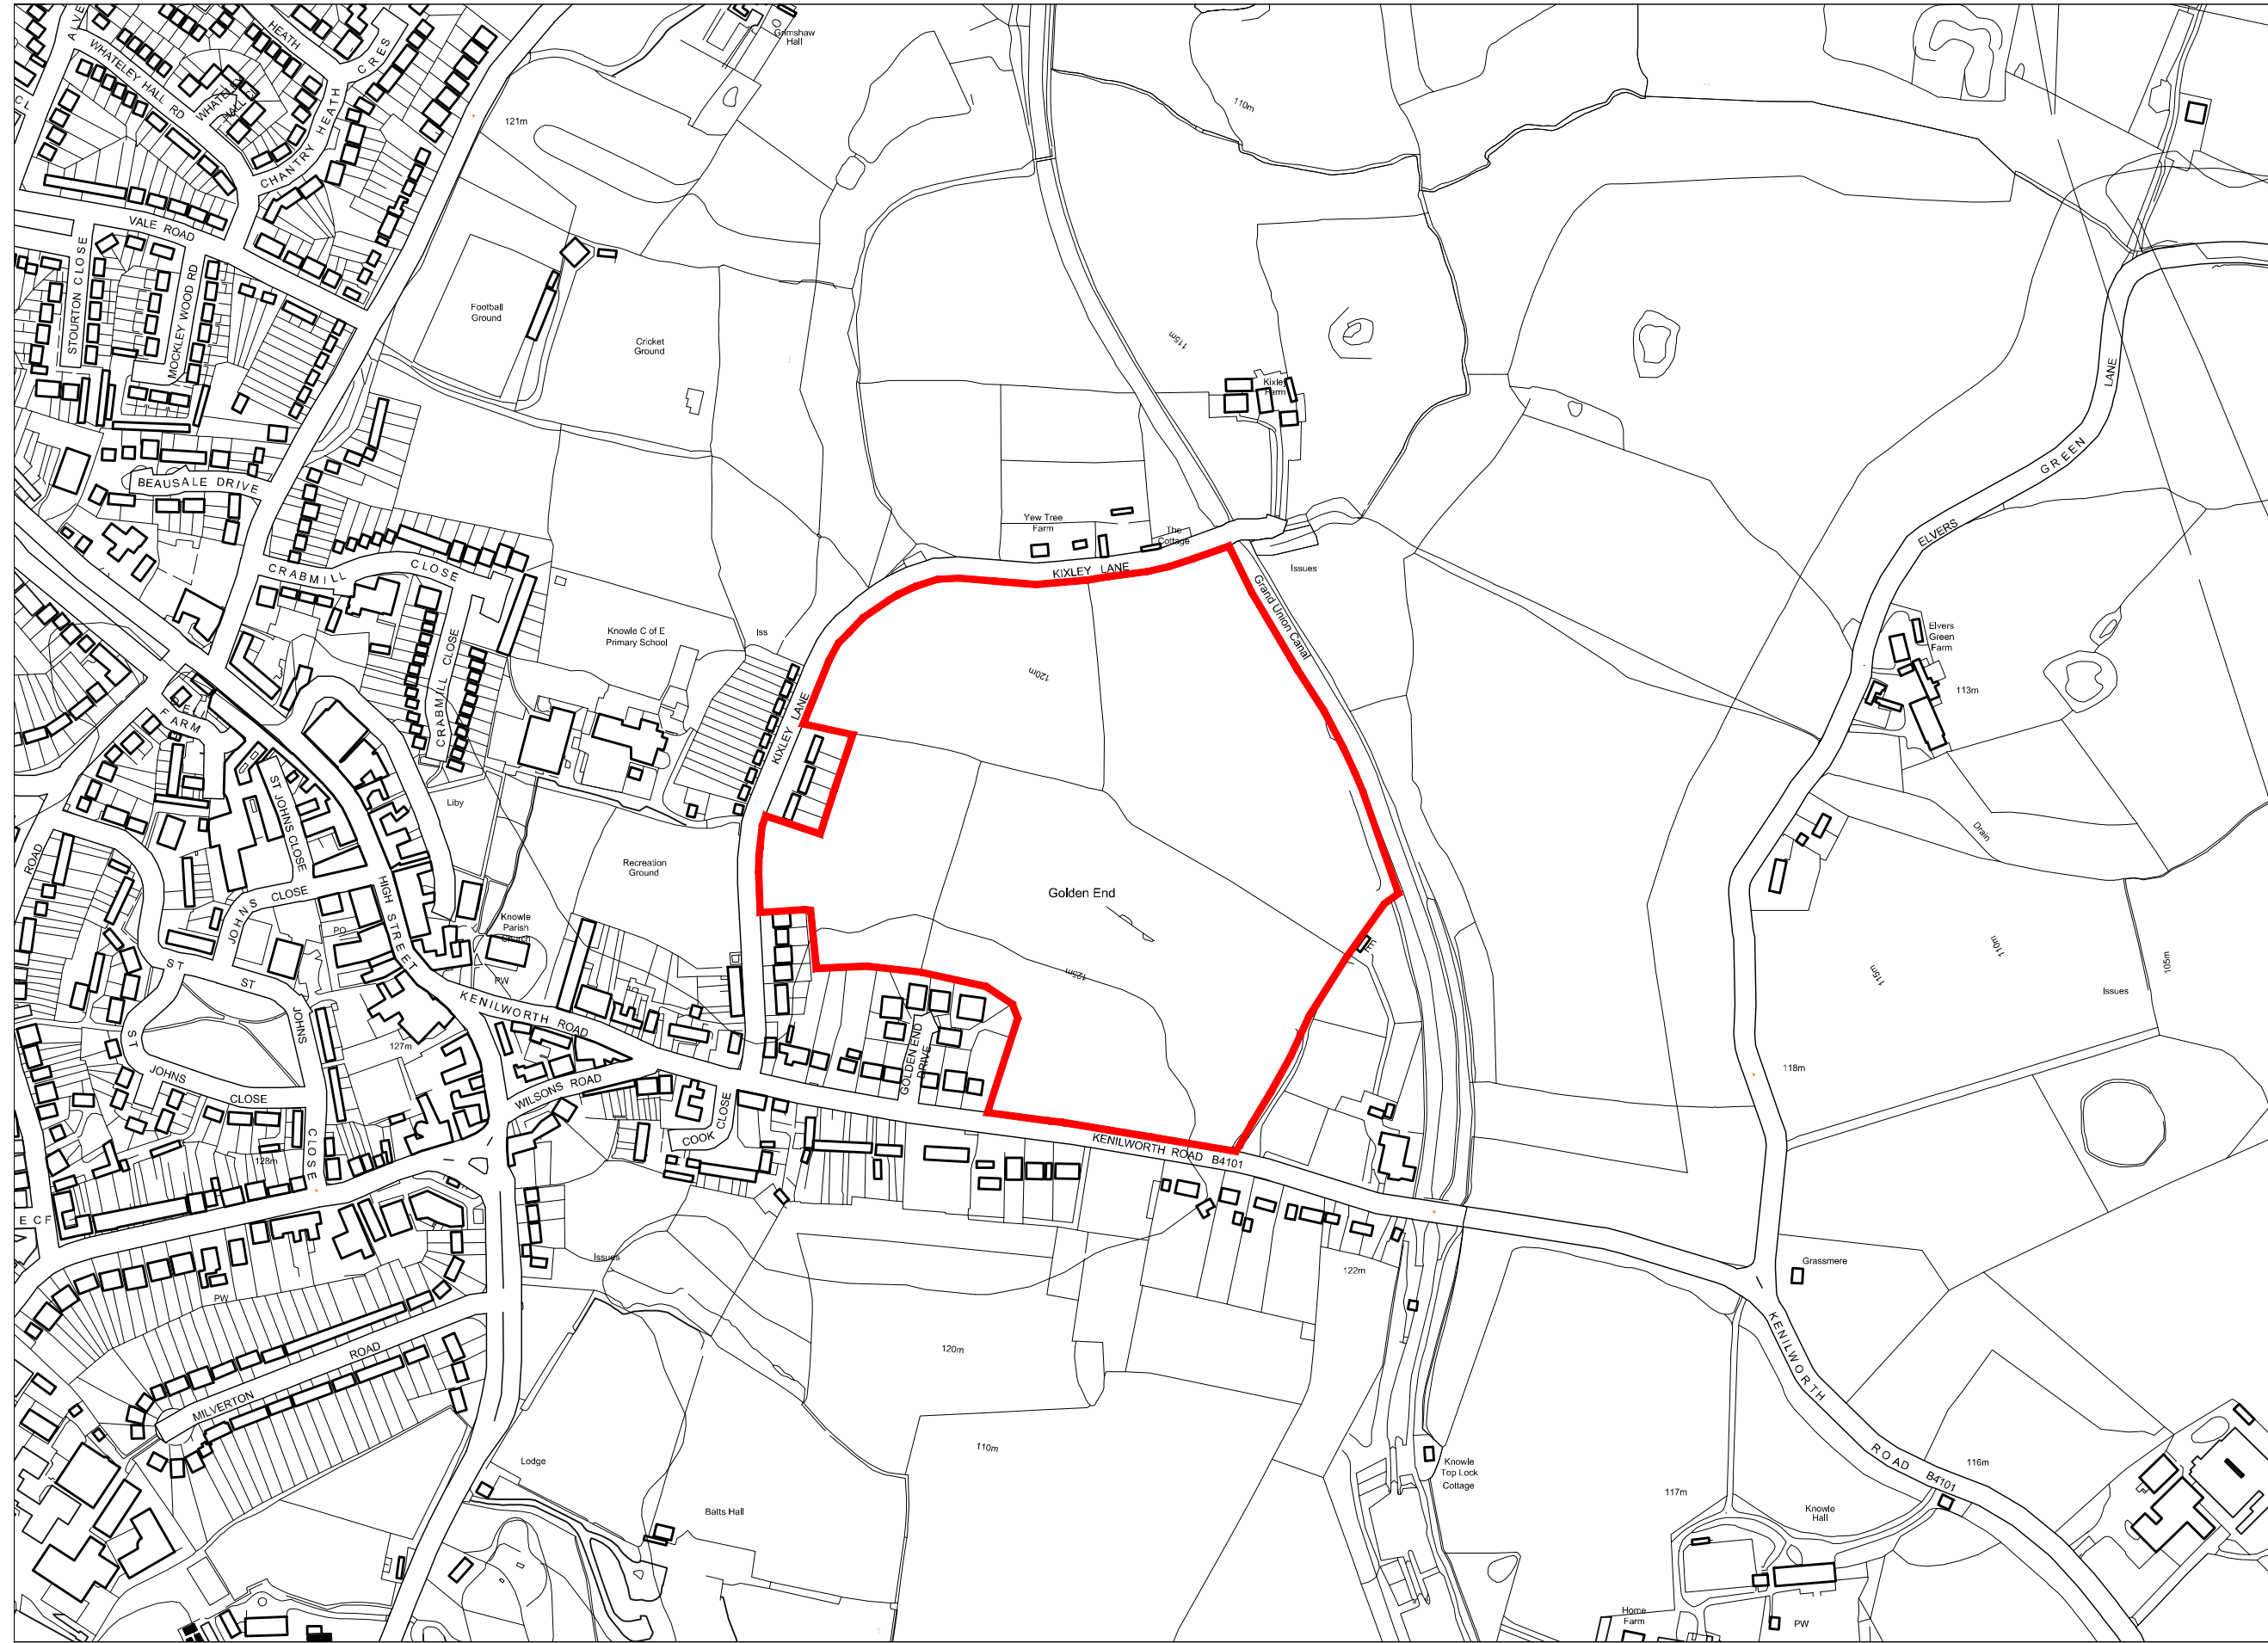 HEATH
CRES
WHATELEY HALL RD
CHANTRY HEATH
Grimshaw
Hall
121m
110m
VALE ROAD
STOURTON CLOSE
MOCKLEY WOOD RD
Football
Ground
Cricket
Ground
115m
Kixley
Farm
LANE
GREEN
ELVERS
BEAUSALE DRIVE
Yew Tree
Farm
The
Cottage
KIXLEY LANE
Issues
Grand Union Canal
CRABMILL CLOSE
CRABMILL CLOSE
Knowle C of E
Primary School
Iss
120m
KIXLEY LANE
Elvers
Green
Farm
113m
FARM
ST JOHNS CLOSE
Liby
Drain
ROAD
Recreation
Ground
Golden End
HIGH STREET
JOHNS CLOSE
PO
Knowle
Parish
Church
PW
ST
ST
JOHNS
ST
JOHNS
CLOSE
CLOSE
KENILWORTH ROAD
127m
125m
110m
115m
105m
Issues
118m
WILSONS ROAD
GOLDEN END
DRIVE
COOK CLOSE
KENILWORTH ROAD B4101
128m
E C F
Issues
122m
Grassmere
PW
MILVERTON
ROAD
120m
KENILWORTH
ROAD B4101
110m
Lodge
Knowle
Top Lock
Cottage
116m
117m
Batts Hall
Knowle
Hall
Home
Farm
PW